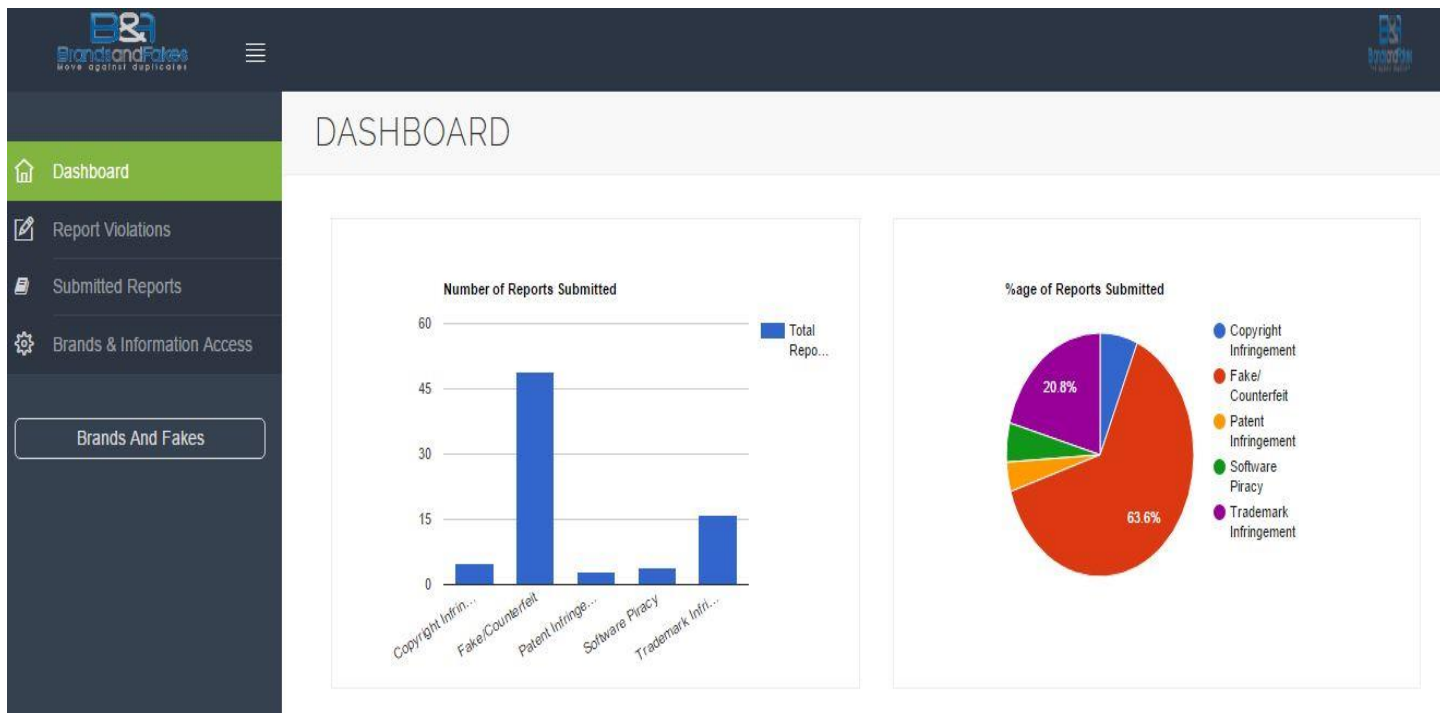 B&F
BrandsandFakes
Move against duplicates
DASHBOARD
Dashboard
Report Violations
Submitted Reports
Brands & Information Access
Brands And Fakes
Number of Reports Submitted
60
45
30
15
0
Copyright Infrin...
Fake/Counterfeit
Patent Infringe...
Software Piracy
Trademark Infri...
Total
Repo...
%age of Reports Submitted
20.8%
63.6%
Copyright
Infringement
Fake/
Counterfeit
Patent
Infringement
Software
Piracy
Trademark
Infringement